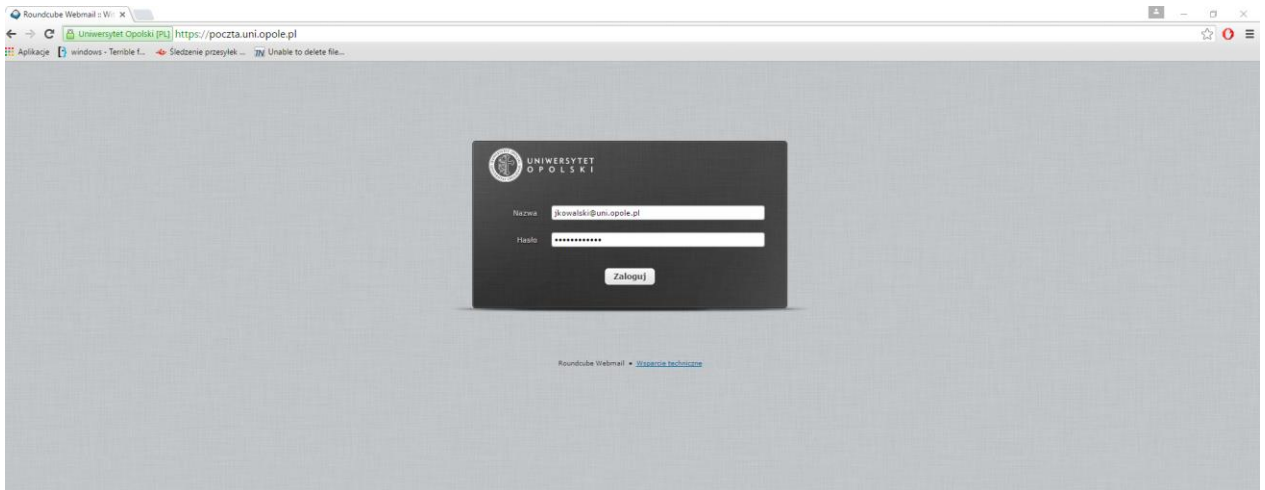 Roundcube Webmail :: Wit
Uniwersytet Opolski [PL] https://poczta.uni.opole.pl
Aplikacje windows - Terrible f... Śledzenie przesyłek ... Unable to delete file...
UNIWERSYTET
OPOLSKI
Nazwa jkowalski@uni.opole.pl
Hasło ••••••••••••
Zaloguj
Roundcube Webmail • Wsparcie techniczne